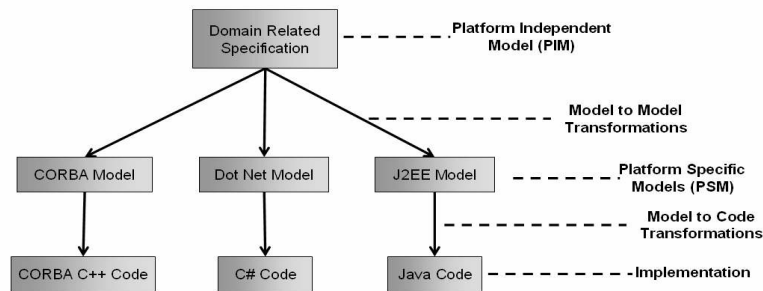 Domain Related
Specification
Platform Independent
Model (PIM)
Model to Model
Transformations
CORBA Model
Dot Net Model
J2EE Model
Platform Specific
Models (PSM)
Model to Code
Transformations
CORBA C++ Code
C# Code
Java Code
Implementation